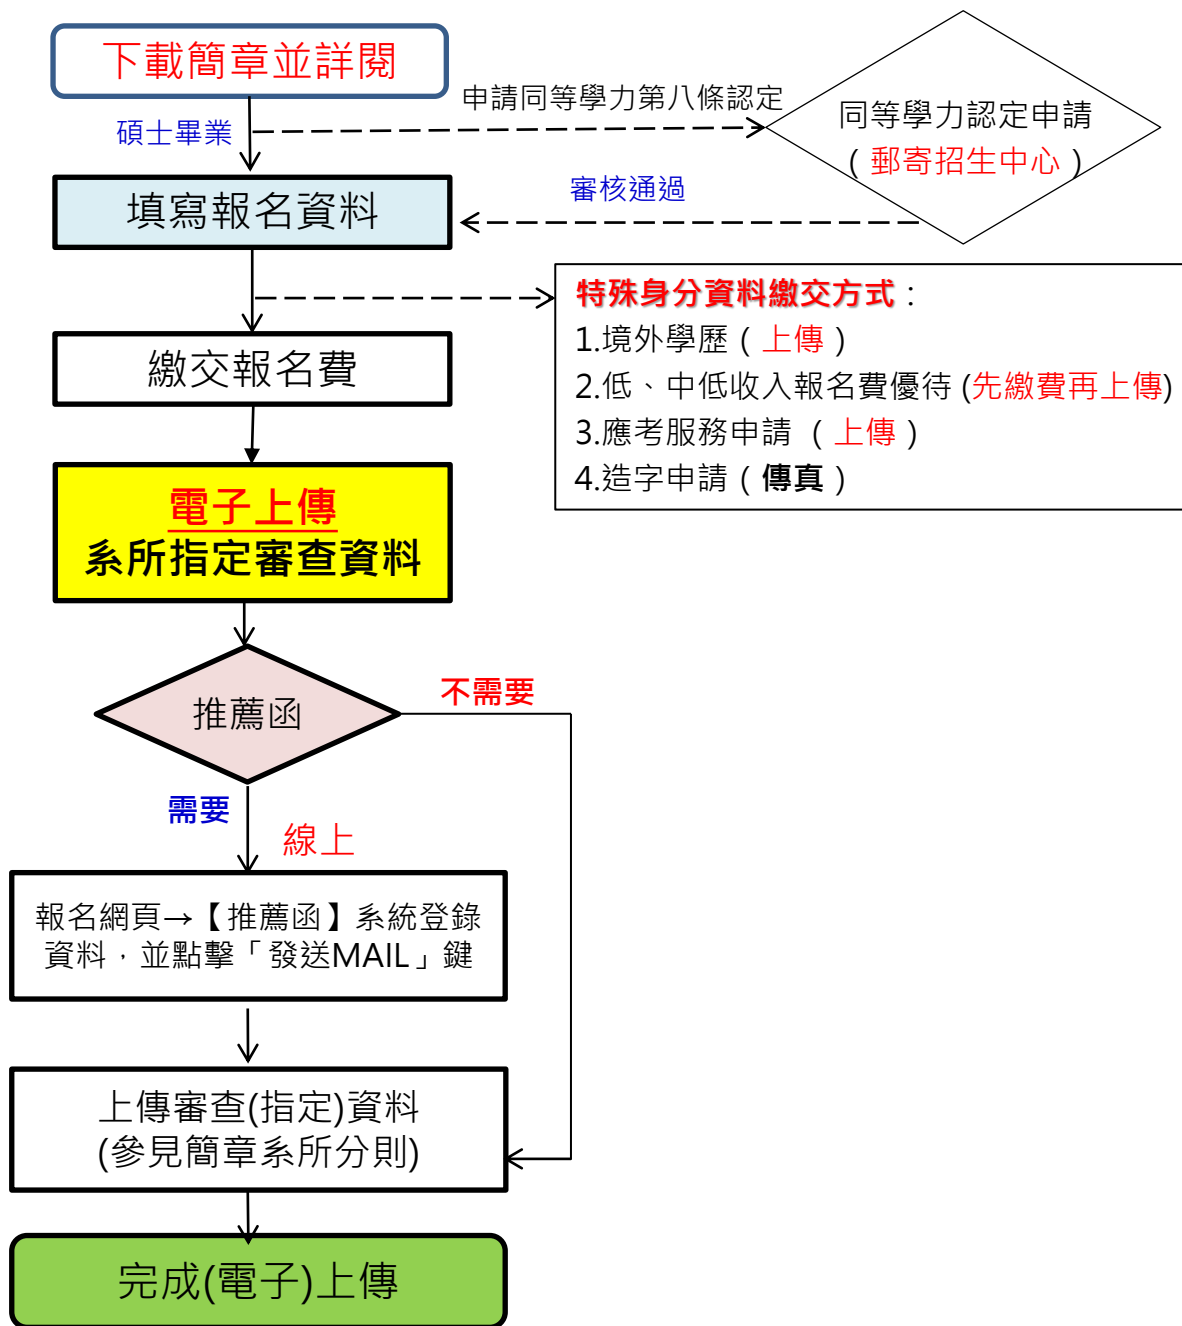 下載簡章並詳閱
申請同等學力第八條認定
碩士畢業
同等學力認定申請
（郵寄招生中心）
審核通過
填寫報名資料
特殊身分資料繳交方式：
1.境外學歷（上傳）
2.低、中低收入報名費優待 (先繳費再上傳)
3.應考服務申請 （上傳）
4.造字申請（傳真）
繳交報名費
電子上傳
系所指定審查資料
不需要
推薦函
需要
線上
報名網頁→【推薦函】系統登錄
資料，並點擊「發送MAIL」鍵
上傳審查(指定)資料
(參見簡章系所分則)
完成(電子)上傳